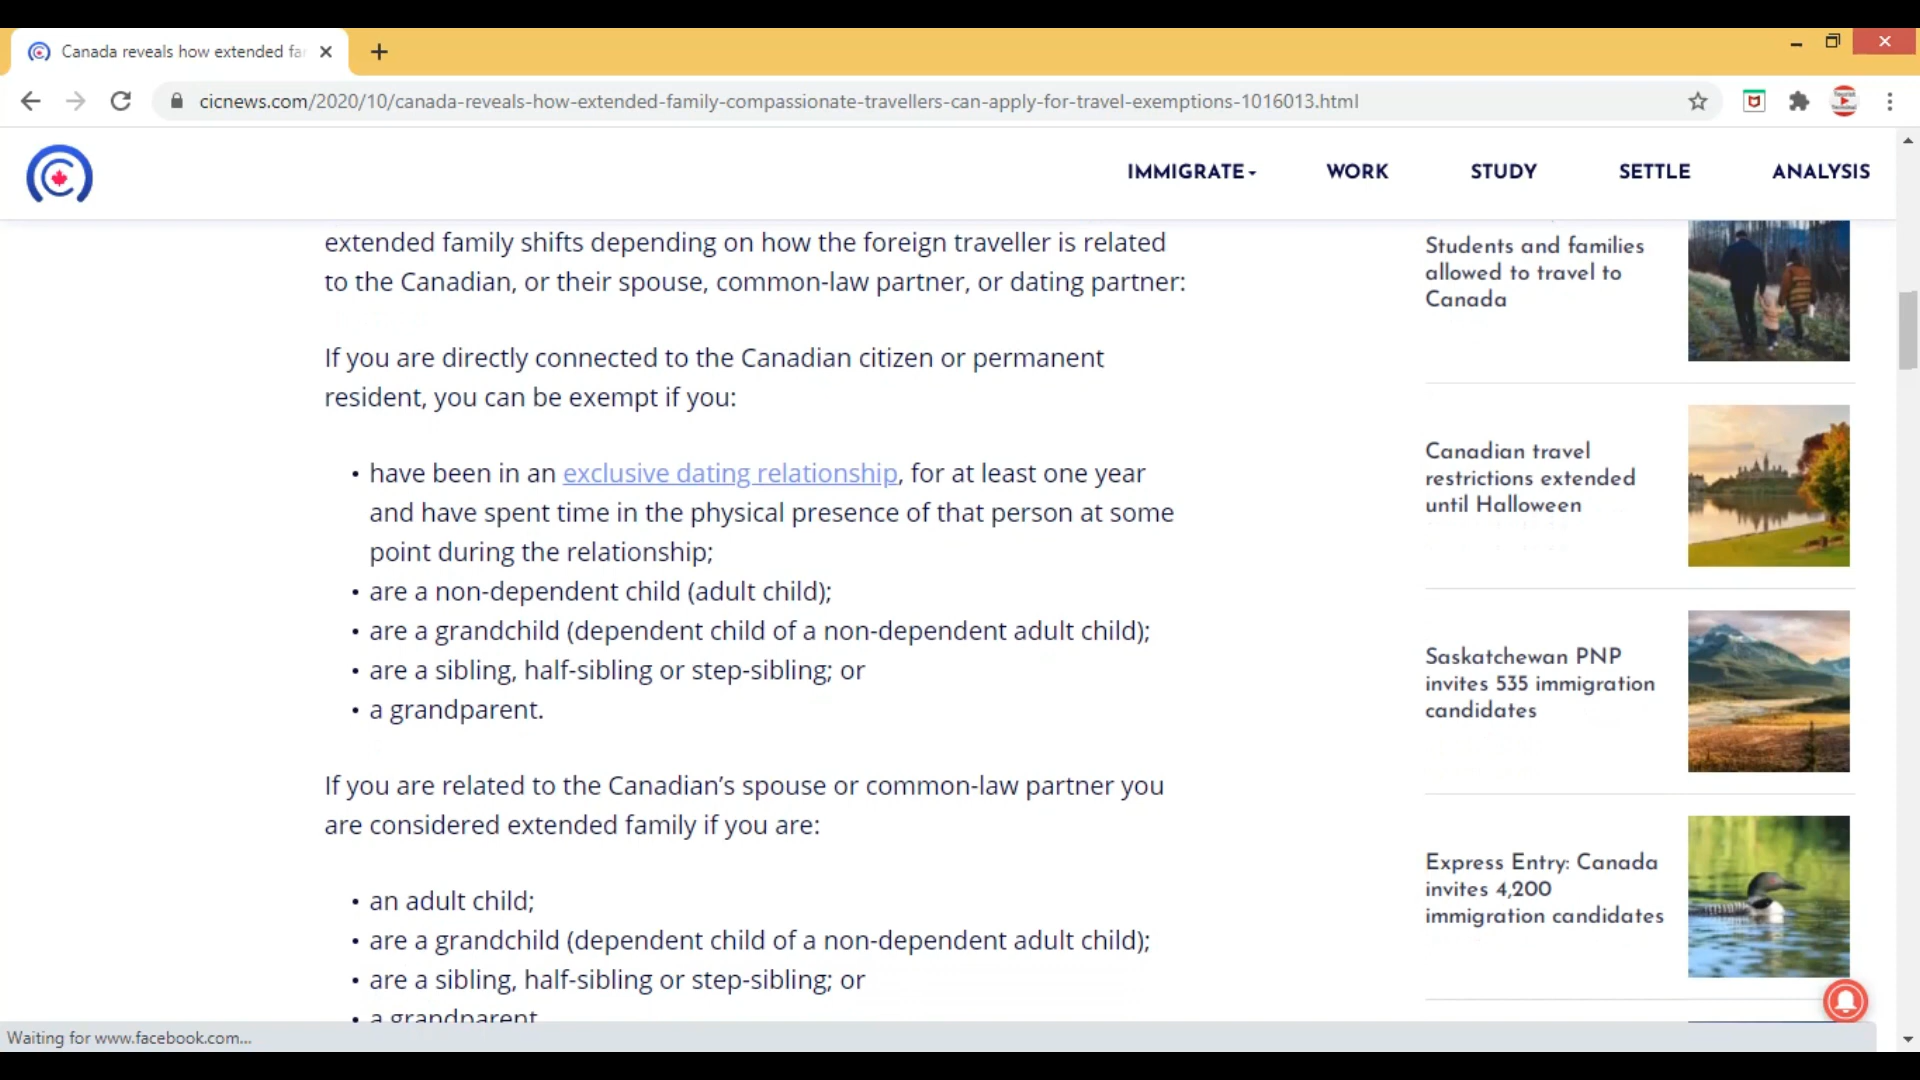 Canada reveals how extended fa
cicnews.com/2020/10/canada-reveals-how-extended-family-compassionate-travellers-can-apply-for-travel-exemptions-1016013.html
IMMIGRATE
WORK
STUDY
SETTLE
ANALYSIS
extended family shifts depending on how the foreign traveller is related
to the Canadian, or their spouse, common-law partner, or dating partner:
If you are directly connected to the Canadian citizen or permanent
resident, you can be exempt if you:
• have been in an exclusive dating relationship, for at least one year
and have spent time in the physical presence of that person at some
point during the relationship;
• are a non-dependent child (adult child);
• are a grandchild (dependent child of a non-dependent adult child);
• are a sibling, half-sibling or step-sibling; or
• a grandparent.
If you are related to the Canadian’s spouse or common-law partner you
are considered extended family if you are:
• an adult child;
• are a grandchild (dependent child of a non-dependent adult child);
• are a sibling, half-sibling or step-sibling; or
• a grandparent
Students and families
allowed to travel to
Canada
Canadian travel
restrictions extended
until Halloween
Saskatchewan PNP
invites 535 immigration
candidates
Express Entry: Canada
invites 4,200
immigration candidates
Waiting for www.facebook.com...